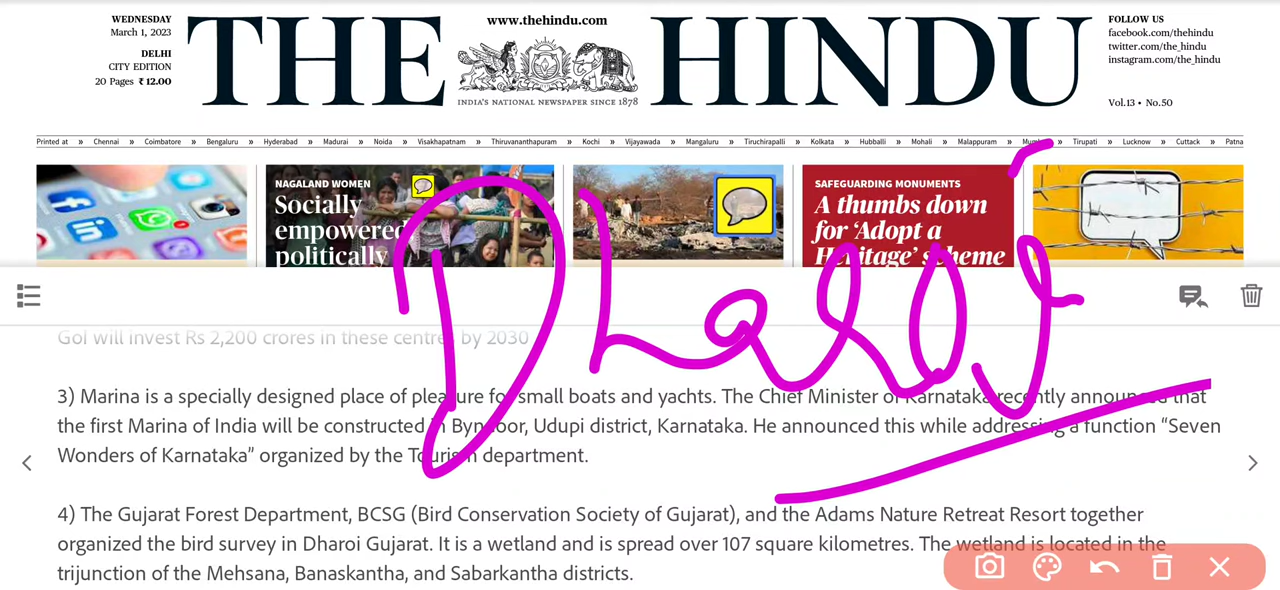 WEDNESDAY
March 1, 2023
DELHI
CITY EDITION
20 Pages ₹ 12.00
www.thehindu.com
THE HINDU
INDIA'S NATIONAL NEWSPAPER SINCE 1878
FOLLOW US
facebook.com/thehindu
twitter.com/the_hindu
instagram.com/the_hindu
Vol.13 • No.50
Printed at » Chennai » Coimbatore » Bengaluru » Hyderabad » Madurai » Noida » Visakhapatnam » Thiruvananthapuram » Kochi » Vijayawada » Mangaluru » Tiruchirapalli » Kolkata » Hubballi » Mohali » Malappuram » Mumbai » Tirupati » Lucknow » Cuttack » Patna
NAGALAND WOMEN
Socially
empowered
politically
SAFEGUARDING MONUMENTS
A thumbs down
for ‘Adopt a
Heritage’ scheme
Dharoi
GoI will invest Rs 2,200 crores in these centres by 2030
3) Marina is a specially designed place of pleasure for small boats and yachts. The Chief Minister of Karnataka recently announced that
the first Marina of India will be constructed in Byndoor, Udupi district, Karnataka. He announced this while addressing a function “Seven
Wonders of Karnataka” organized by the Tourism department.
4) The Gujarat Forest Department, BCSG (Bird Conservation Society of Gujarat), and the Adams Nature Retreat Resort together
organized the bird survey in Dharoi Gujarat. It is a wetland and is spread over 107 square kilometres. The wetland is located in the
trijunction of the Mehsana, Banaskantha, and Sabarkantha districts.